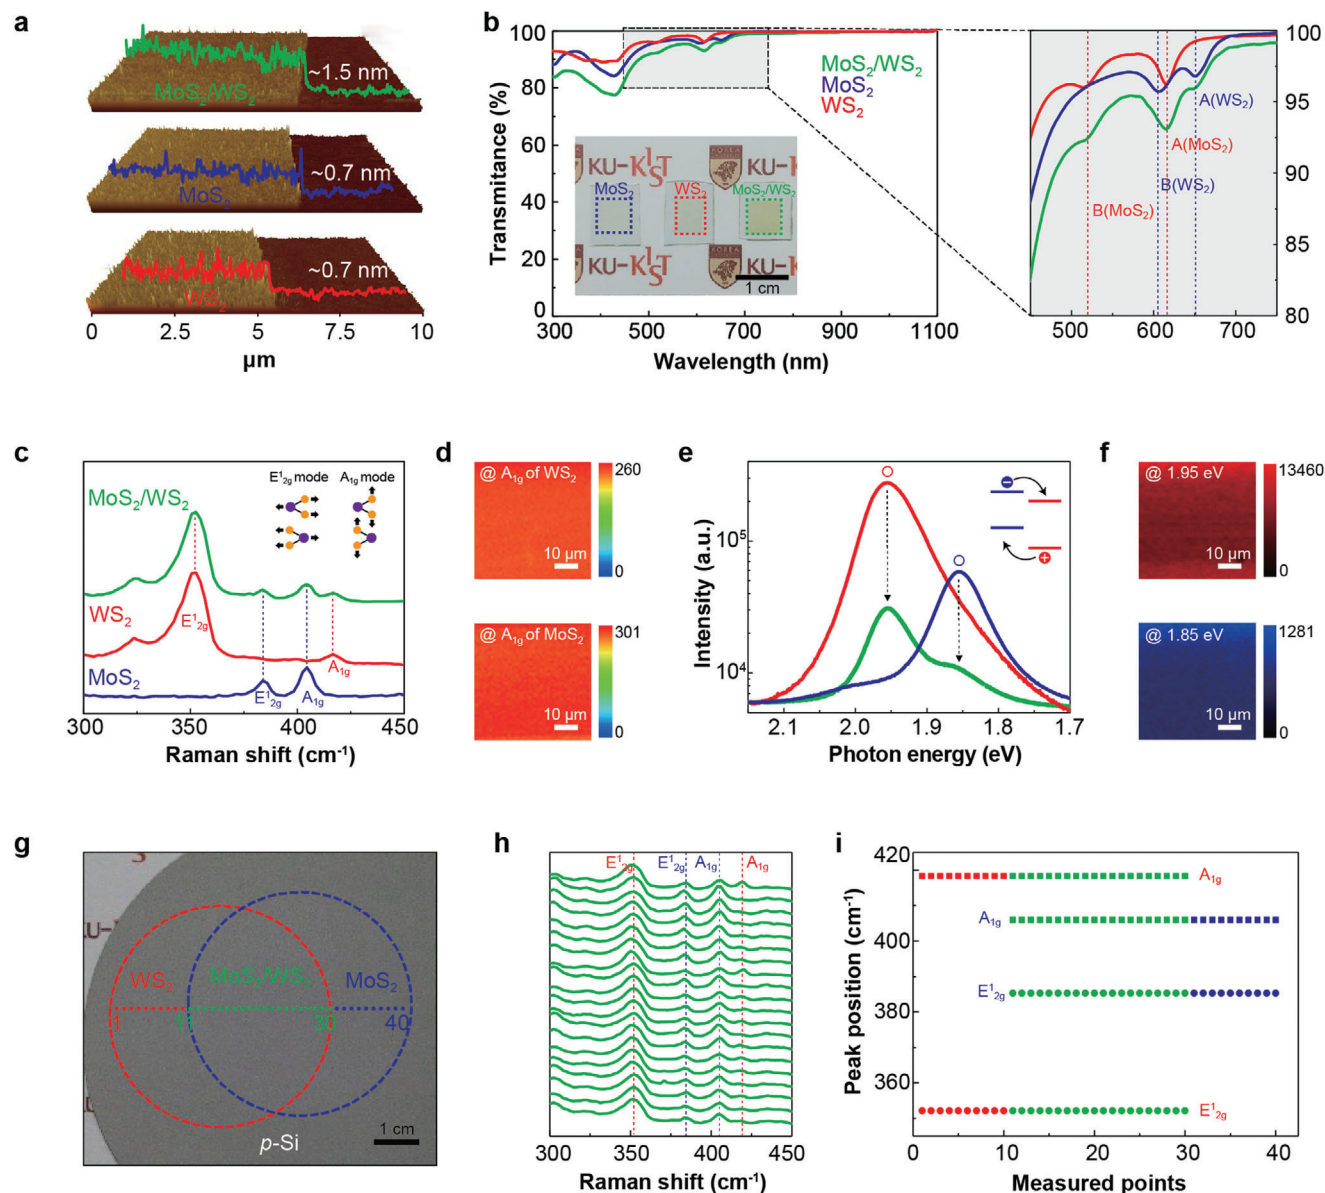 a
~1.5 nm
MoS₂/WS₂
~0.7 nm
MoS₂
~0.7 nm
WS₂
0 2.5 5 7.5 10
µm
b
Transmitance (%)
100
80
60
40
20
0
300 500 700 900 1100
Wavelength (nm)
MoS₂/WS₂
MoS₂
WS₂
KU-KIST
KU-K
MoS₂ WS₂ MoS₂/WS₂
KOREA
KU-KIST
KU-K
1 cm
100
95
90
85
80
A(WS₂)
A(MoS₂)
B(WS₂)
B(MoS₂)
500 600 700
c
E¹₂g mode A₁g mode
MoS₂/WS₂
WS₂
E¹₂g
A₁g
MoS₂
E¹₂g
A₁g
300 350 400 450
Raman shift (cm⁻¹)
d
@ A₁g of WS₂
10 µm
260
0
@ A₁g of MoS₂
10 µm
301
0
e
Intensity (a.u.)
10⁵
10⁴
2.1 2.0 1.9 1.8 1.7
Photon energy (eV)
f
@ 1.95 eV
10 µm
13460
0
@ 1.85 eV
10 µm
1281
0
g
S
KU-
WS₂ MoS₂/WS₂ MoS₂
1 11 30 40
p-Si
1 cm
h
E¹₂g E¹₂g A₁g A₁g
300 350 400 450
Raman shift (cm⁻¹)
i
Peak position (cm⁻¹)
420
400
380
360
A₁g
A₁g
E¹₂g
E¹₂g
0 10 20 30 40
Measured points